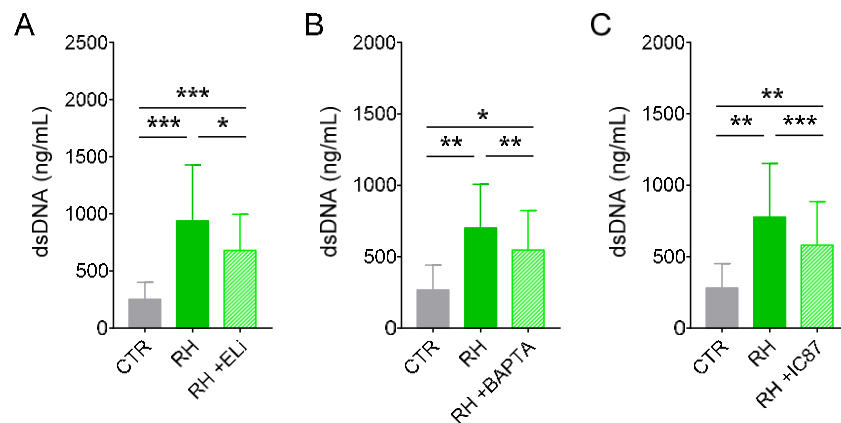 A
dsDNA (ng/mL)
2500
2000
1500
1000
500
0
***
***
*
CTR
RH
RH +ELi
B
dsDNA (ng/mL)
2000
1500
1000
500
0
*
**
**
CTR
RH
RH +BAPTA
C
dsDNA (ng/mL)
2000
1500
1000
500
0
**
**
***
CTR
RH
RH +IC87